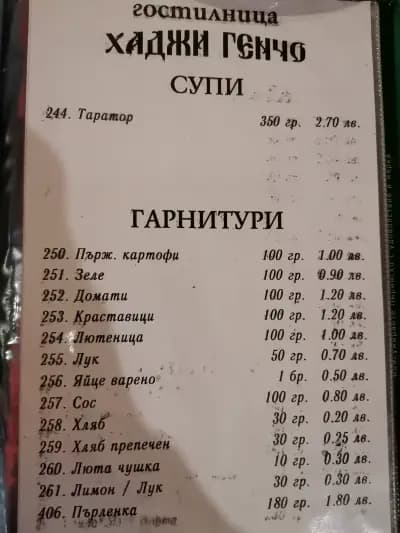 гостилница
ХАДЖИ ГЕНЧО
СУПИ
244. Таратор 350 гр. 2.70 лв.
ГАРНИТУРИ
250. Пърж. картофи 100 гр. 1.00 лв.
251. Зеле 100 гр. 0.90 лв.
252. Домати 100 гр. 1.20 лв.
253. Краставици 100 гр. 1.20 лв.
254. Лютеница 100 гр. 1.00 лв.
255. Лук 50 гр. 0.70 лв.
256. Яйце варено 1 бр. 0.50 лв.
257. Сос 100 гр. 0.80 лв.
258. Хляб 30 гр. 0.20 лв.
259. Хляб препечен 30 гр. 0.25 лв.
260. Люта чушка 10 гр. 0.30 лв.
261. Лимон / Лук 30 гр. 0.30 лв.
406. Пърленка 180 гр. 1.80 лв.